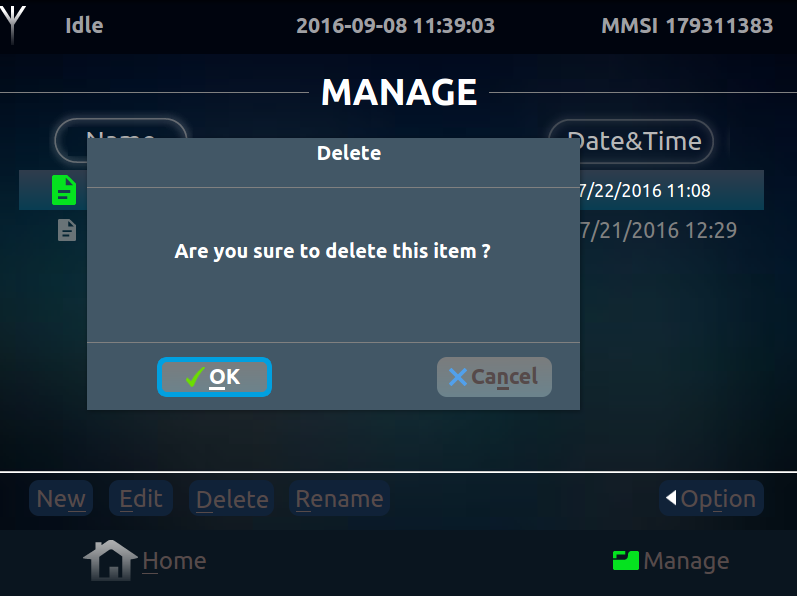 Idle 2016-09-08 11:39:03 MMSI 179311383
MANAGE
Name Date&Time
Delete
7/22/2016 11:08
7/21/2016 12:29
Are you sure to delete this item ?
OK Cancel
New Edit Delete Rename Option
Home Manage